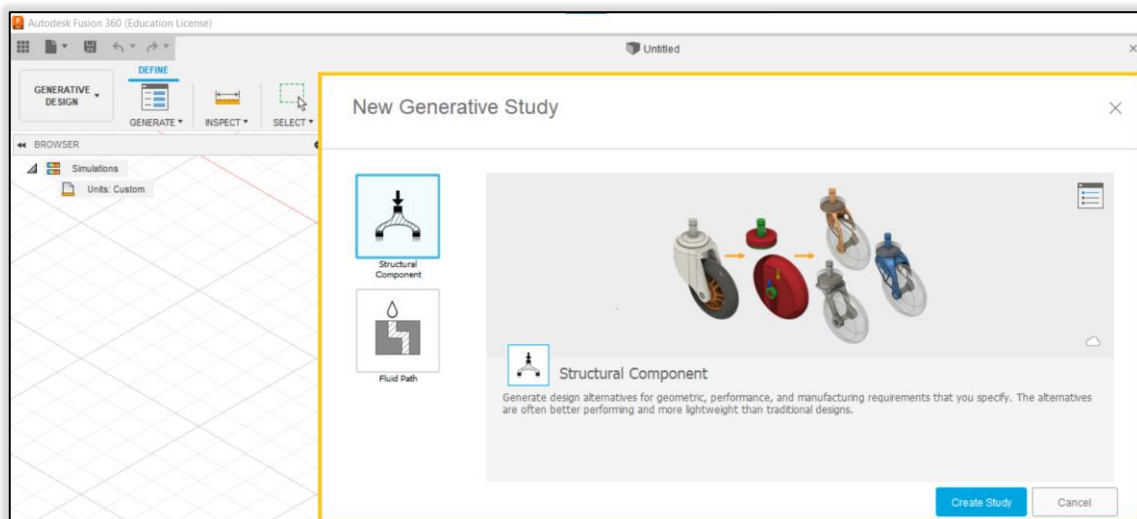 Autodesk Fusion 360 (Education License)
Untitled
DEFINE
GENERATIVE
DESIGN
GENERATE
INSPECT
SELECT
BROWSER
Simulations
Units: Custom
New Generative Study
Structural
Component
Fluid Path
Structural Component
Generate design alternatives for geometric, performance, and manufacturing requirements that you specify. The alternatives
are often better performing and more lightweight than traditional designs.
Create Study
Cancel